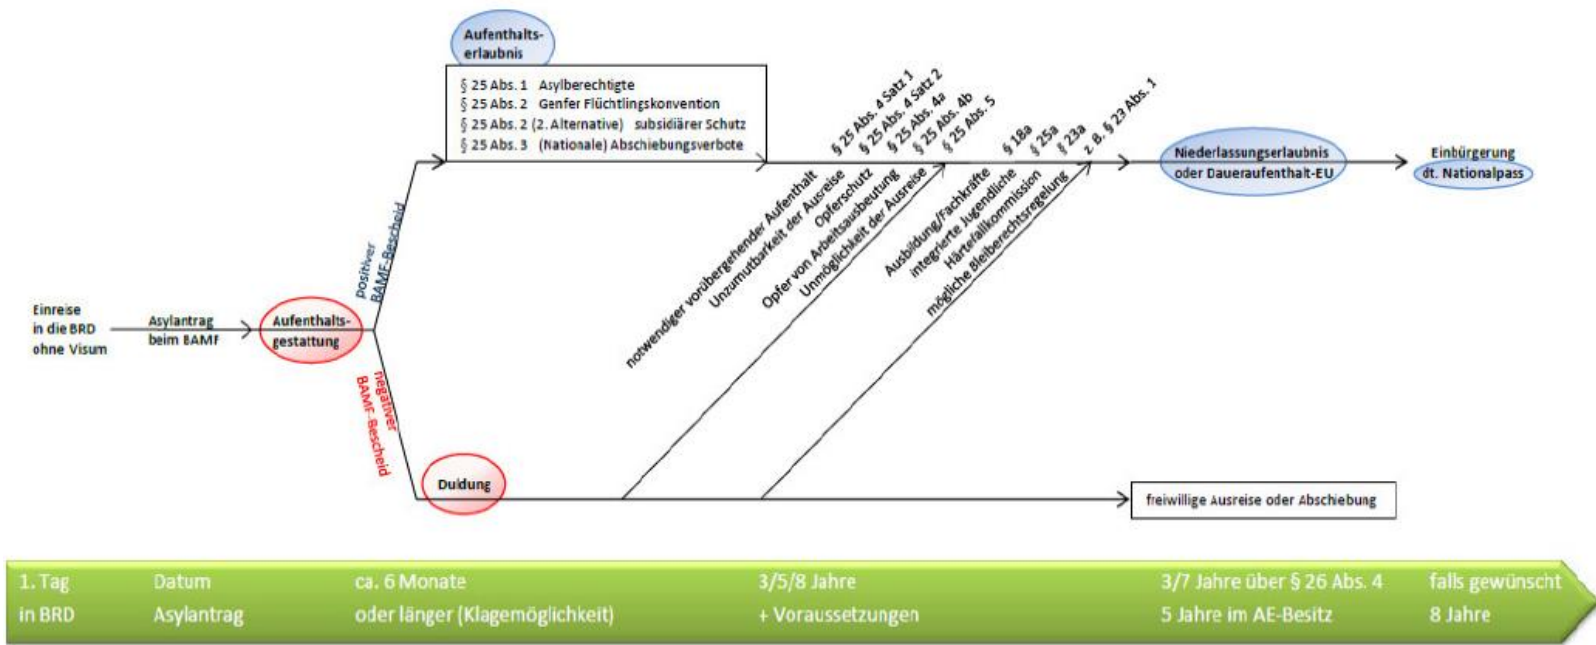 Aufenthalts-
erlaubnis
§ 25 Abs. 1 Asylberechtigte
§ 25 Abs. 2 Genfer Flüchtlingskonvention
§ 25 Abs. 2 (2. Alternative) subsidiärer Schutz
§ 25 Abs. 3 (Nationale) Abschiebungsverbote
§ 25 Abs. 4 Satz 1
§ 25 Abs. 4 Satz 2
§ 25 Abs. 4a
§ 25 Abs. 4b
§ 25 Abs. 5
§ 18a
§ 25a
§ 23a
z. B. § 23 Abs. 1
notwendiger vorübergehender Aufenthalt
Unzumutbarkeit der Ausreise
Opferschutz
Opfer von Arbeitsausbeutung
Unmöglichkeit der Ausreise
Ausbildung/Fachkräfte
integrierte Jugendliche
Härtefallkommission
mögliche Bleiberechtsregelung
Niederlassungserlaubnis
oder Daueraufenthalt-EU
Einbürgerung
dt. Nationalpass
positiver
BAMF-Bescheid
Einreise
in die BRD
ohne Visum
Asylantrag
beim BAMF
Aufenthalts-
gestattung
negativer
BAMF-Bescheid
Duldung
freiwillige Ausreise oder Abschiebung
1. Tag
in BRD
Datum
Asylantrag
ca. 6 Monate
oder länger (Klagemöglichkeit)
3/5/8 Jahre
+ Voraussetzungen
3/7 Jahre über § 26 Abs. 4
5 Jahre im AE-Besitz
falls gewünscht
8 Jahre